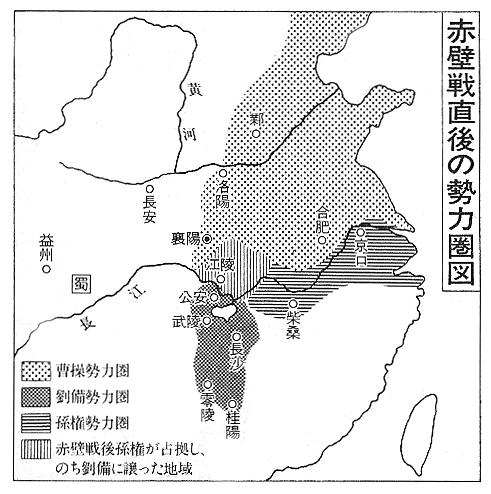 赤壁戦直後の勢力圏図
黄河
鄴
洛陽
長安
襄陽
合肥
京口
江陵
益州
蜀
公安
長江
武陵
柴桑
長沙
零陵
桂陽
曹操勢力圏
劉備勢力圏
孫権勢力圏
赤壁戦後孫権が占拠し、
のち劉備に譲った地域